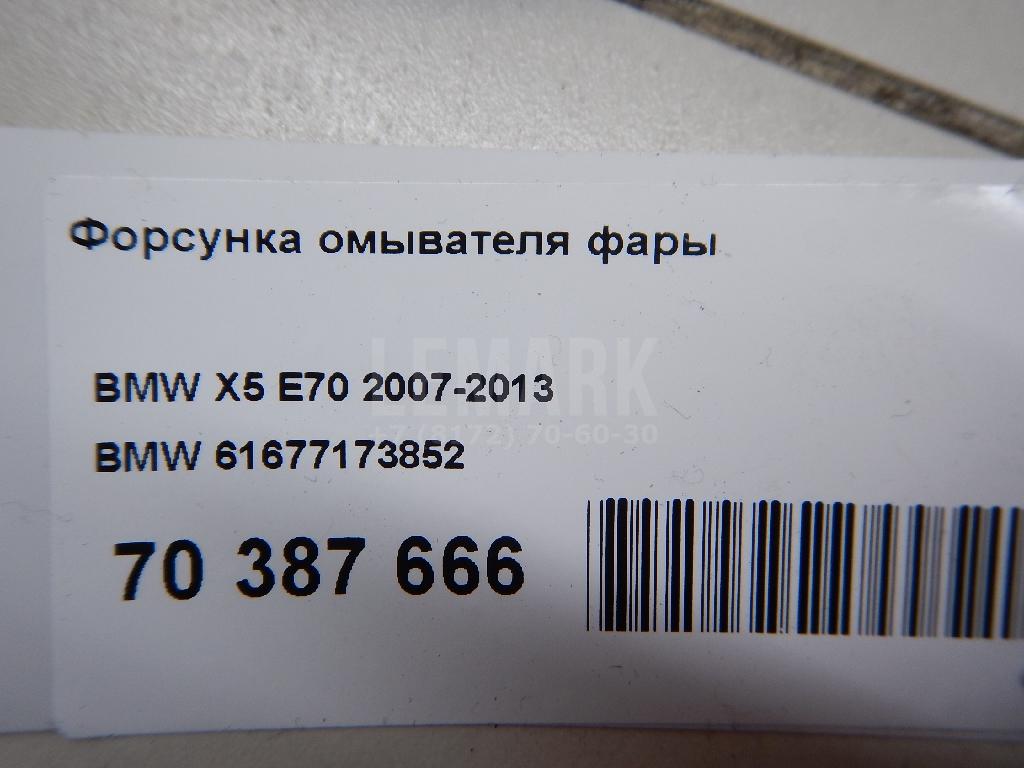 Форсунка омывателя фары
BMW X5 E70 2007-2013
LEMARK
+7 (8172) 70-60-30
BMW 61677173852
70 387 666